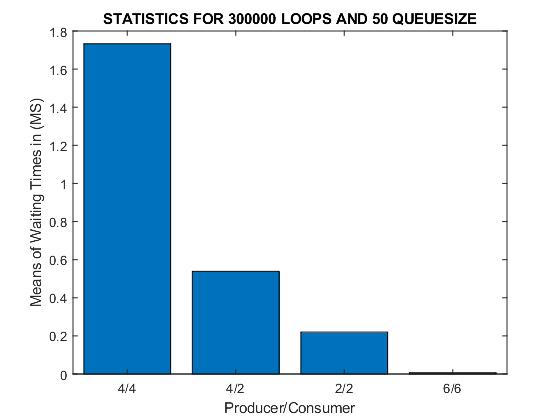 STATISTICS FOR 300000 LOOPS AND 50 QUEUESIZE
Means of Waiting Times in (MS)
1.8
1.6
1.4
1.2
1
0.8
0.6
0.4
0.2
0
4/4 4/2 2/2 6/6
Producer/Consumer